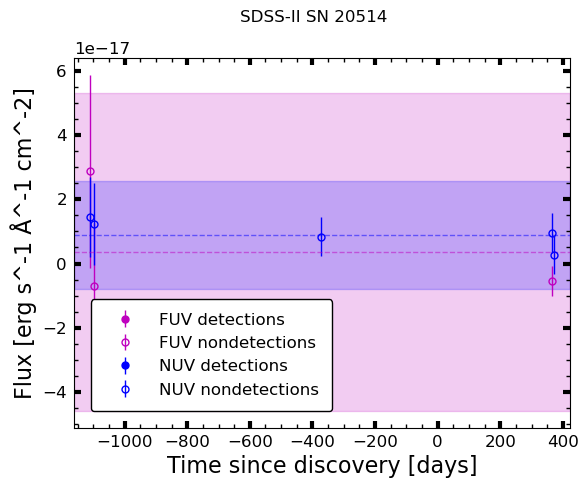 SDSS-II SN 20514
1e−17
Flux [erg s^-1 Å^-1 cm^-2]
6
4
2
0
−2
−4
FUV detections
FUV nondetections
NUV detections
NUV nondetections
−1000 −800 −600 −400 −200 0 200 400
Time since discovery [days]